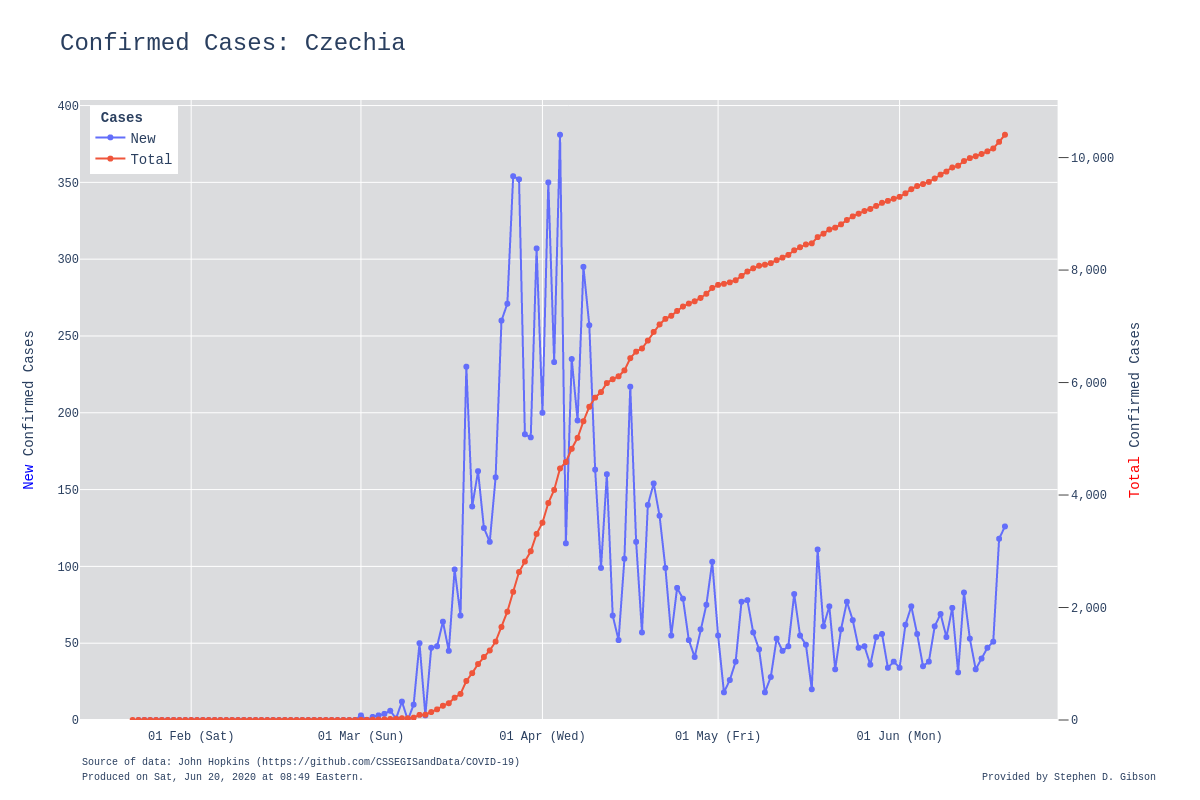 Confirmed Cases: Czechia
Cases
New
Total
400
350
300
250
200
150
100
50
0
10,000
8,000
6,000
4,000
2,000
0
New Confirmed Cases
Total Confirmed Cases
01 Feb (Sat)
01 Mar (Sun)
01 Apr (Wed)
01 May (Fri)
01 Jun (Mon)
Source of data: John Hopkins (https://github.com/CSSEGISandData/COVID-19)
Produced on Sat, Jun 20, 2020 at 08:49 Eastern.
Provided by Stephen D. Gibson